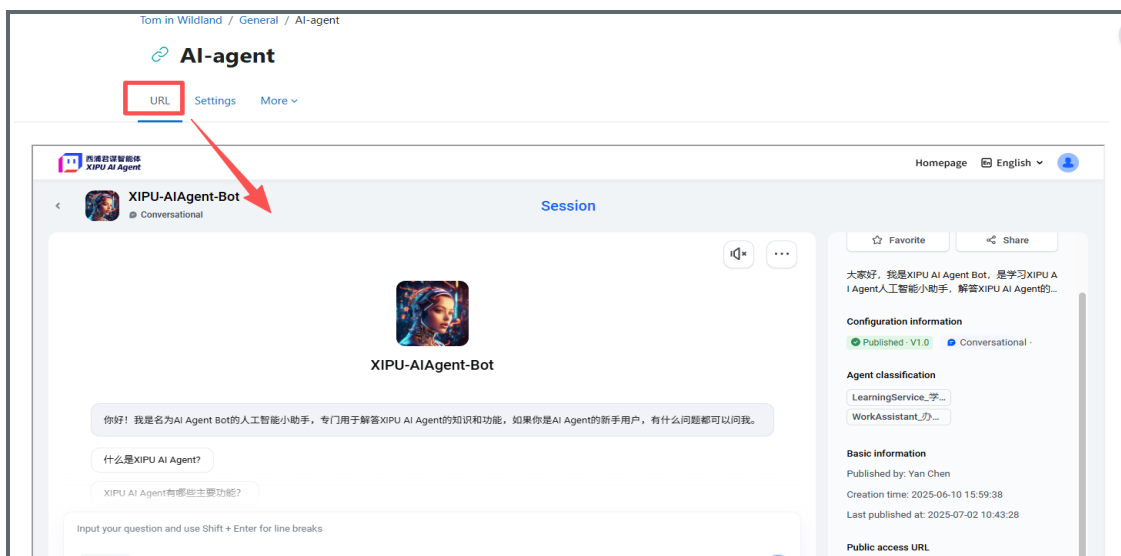 Tom in Wildland / General / AI-agent
AI-agent
URL Settings More
西浦君谋智能体
XIPU AI Agent
Homepage En English
XIPU-AIAgent-Bot
Conversational
Session
Favorite Share
大家好，我是XIPU AI Agent Bot，是学习XIPU A
I Agent人工智能小助手，解答XIPU AI Agent的...
XIPU-AIAgent-Bot
Configuration information
Published · V1.0 Conversational ·
Agent classification
LearningService_学...
WorkAssistant_办...
你好！我是名为AI Agent Bot的人工智能小助手，专门用于解答XIPU AI Agent的知识和功能，如果你是AI Agent的新手用户，有什么问题都可以问我。
什么是XIPU AI Agent?
XIPU AI Agent有哪些主要功能?
Basic information
Published by: Yan Chen
Creation time: 2025-06-10 15:59:38
Last published at: 2025-07-02 10:43:28
Input your question and use Shift + Enter for line breaks
Public access URL